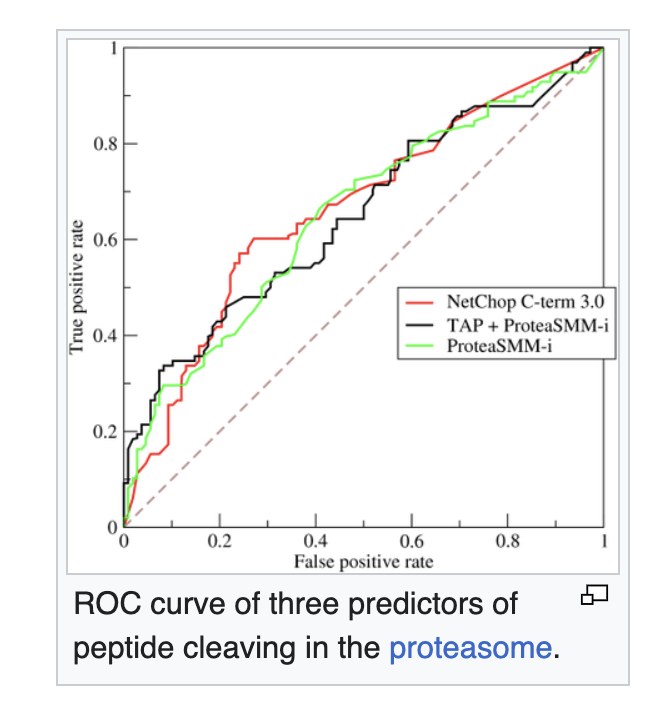 1
0.8
0.6
0.4
0.2
0
True positive rate
NetChop C-term 3.0
TAP + ProteaSMM-i
ProteaSMM-i
0 0.2 0.4 0.6 0.8 1
False positive rate
ROC curve of three predictors of
peptide cleaving in the proteasome.